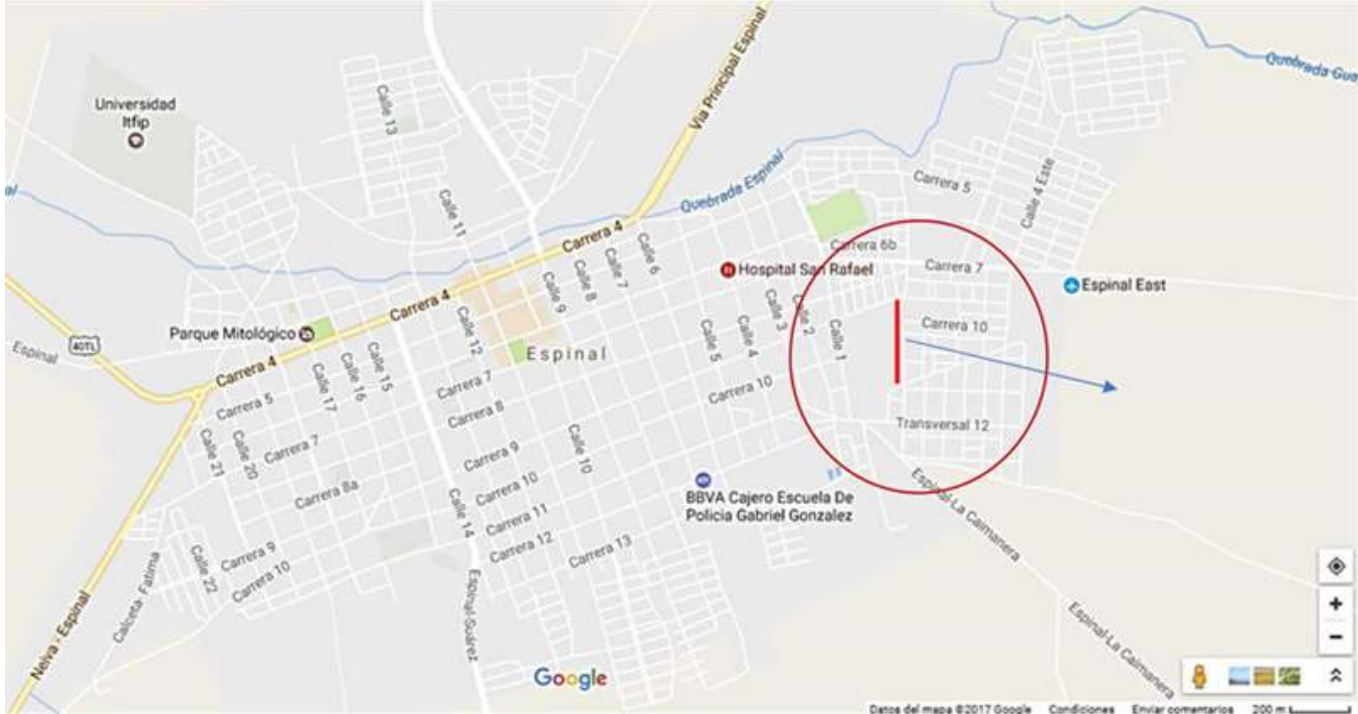 Via Principal Espinal
Quebrada Gue
Universidad
Itfip
Calle 13
Carrera 5
Calle 4 Este
Quebrada Espinal
al
Calle 11
Carrera 4
Calle 6
Calle 7
Calle 8
Calle 9
Carrera 6b
Carrera 7
Hospital San Rafael
Espinal East
Carrera 4
Parque Mitológico
Calle 12
Espinal
Calle 3
Calle 2
Calle 1
Carrera 10
40TL
Espinal
Calle 15
Calle 16
Calle 17
Calle 5
Calle 4
Carrera 4
Carrera 5
Carrera 7
Carrera 8
Carrera 10
Transversal 12
Calle 21
Calle 20
Carrera 7
Carrera 9
Calle 10
Carrera 8a
Carrera 10
Carrera 11
BBVA Cajero Escuela De
Policia Gabriel Gonzalez
Espinal-La Caimanera
Calle 14
Carrera 12
Carrera 13
Calle 22
Carrera 9
Carrera 10
Calceta- Fatima
Neiva - Espinal
Espinal-Suárez
Espinal-La Caimanera
Google
Datos del mapa ©2017 Google Condiciones Enviar comentarios 200 m